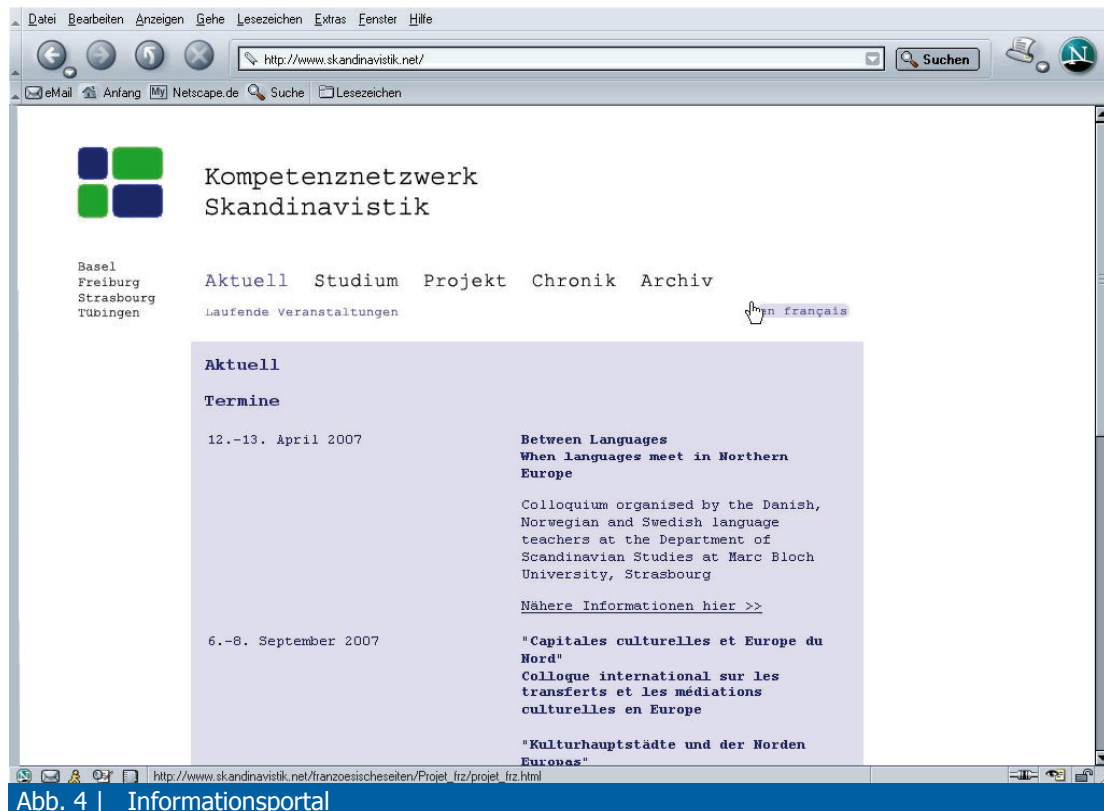 Datei Bearbeiten Anzeigen Gehe Lesezeichen Extras Fenster Hilfe
http://www.skandinavistik.net/
Suchen
N
eMail Anfang My Netscape.de Suche Lesezeichen
Kompetenznetzwerk
Skandinavistik
Basel
Freiburg
Strasbourg
Tübingen
Aktuell Studium Projekt Chronik Archiv
Laufende Veranstaltungen
en français
Aktuell
Termine
12.-13. April 2007
Between Languages
When languages meet in Northern
Europe
Colloquium organised by the Danish,
Norwegian and Swedish language
teachers at the Department of
Scandinavian Studies at Marc Bloch
University, Strasbourg
Nähere Informationen hier >>
6.-8. September 2007
"Capitales culturelles et Europe du
Nord"
Colloque international sur les
transferts et les médiations
culturelles en Europe
"Kulturhauptstädte und der Norden
Europas"
http://www.skandinavistik.net/franzoesischeseiten/Projet_frz/projet_frz.html
Abb. 4 | Informationsportal